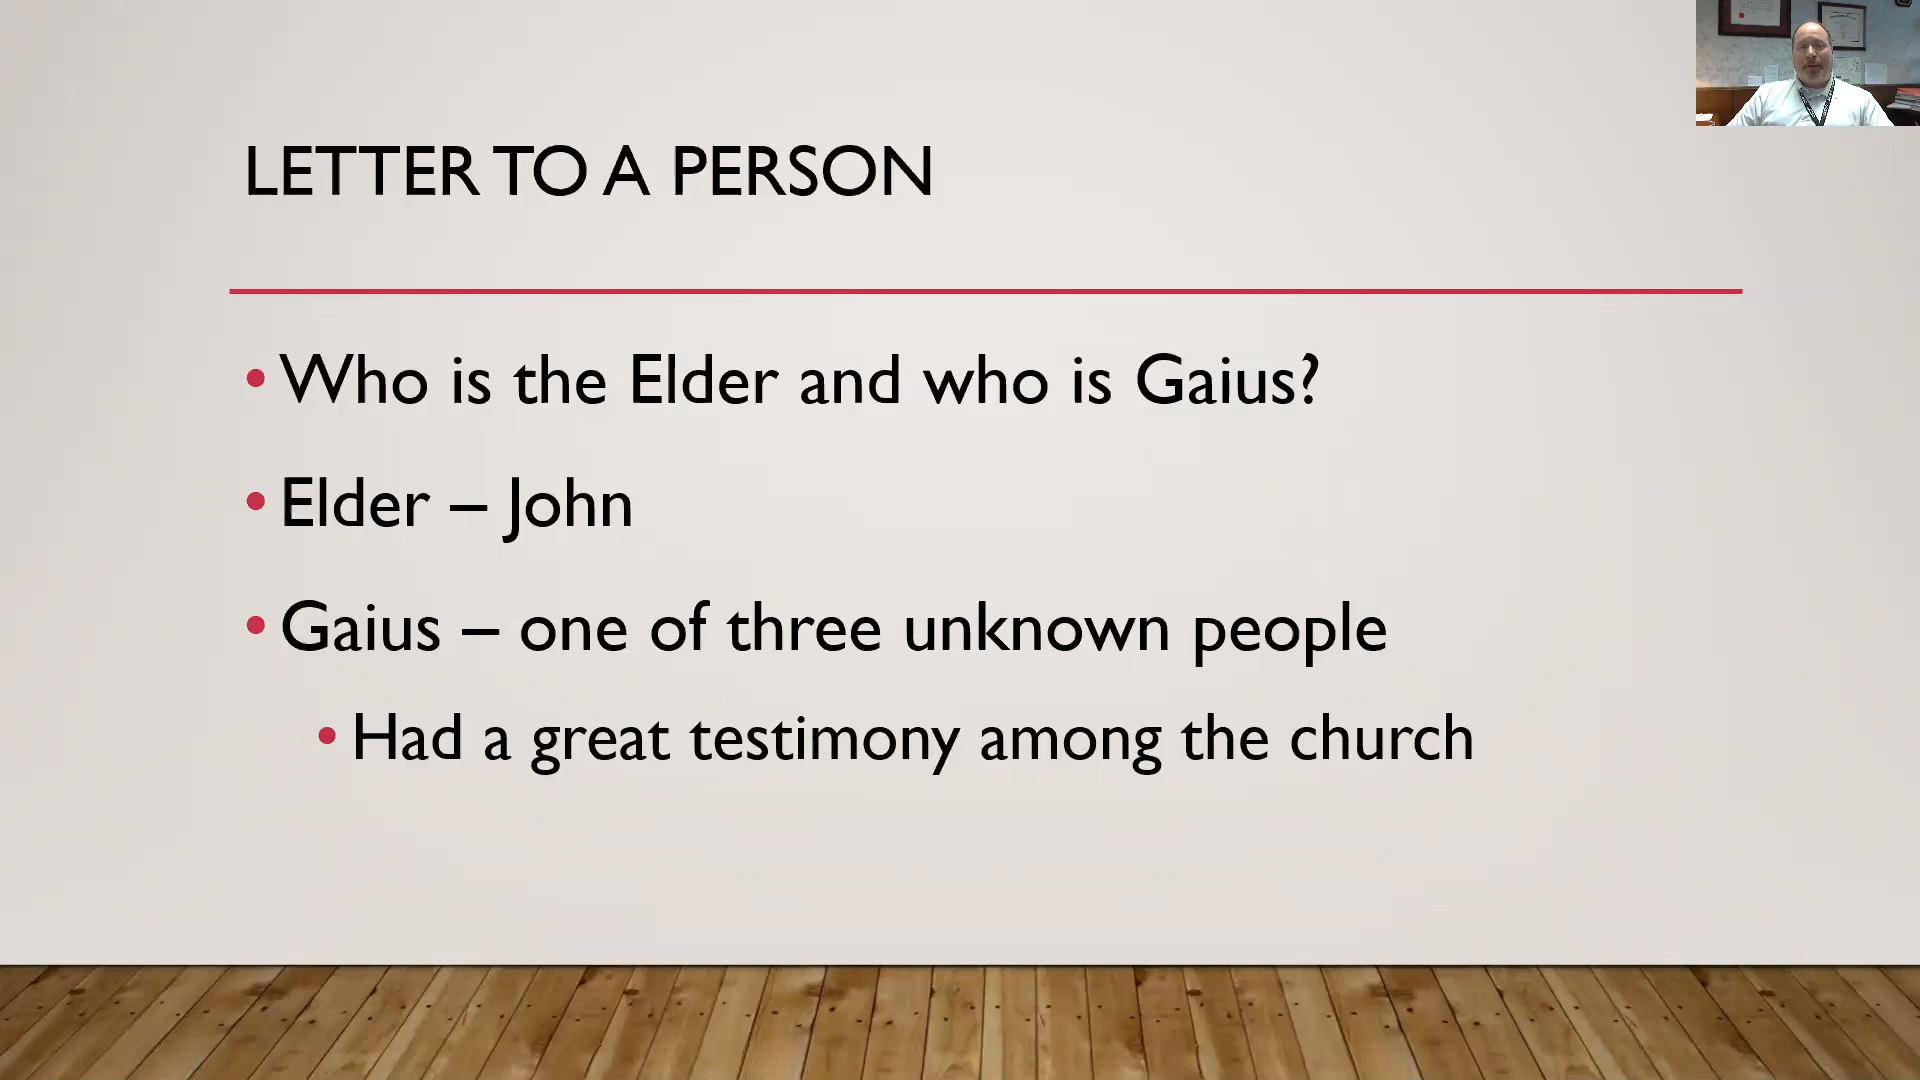 LETTER TO A PERSON
• Who is the Elder and who is Gaius?
• Elder – John
• Gaius – one of three unknown people
• Had a great testimony among the church